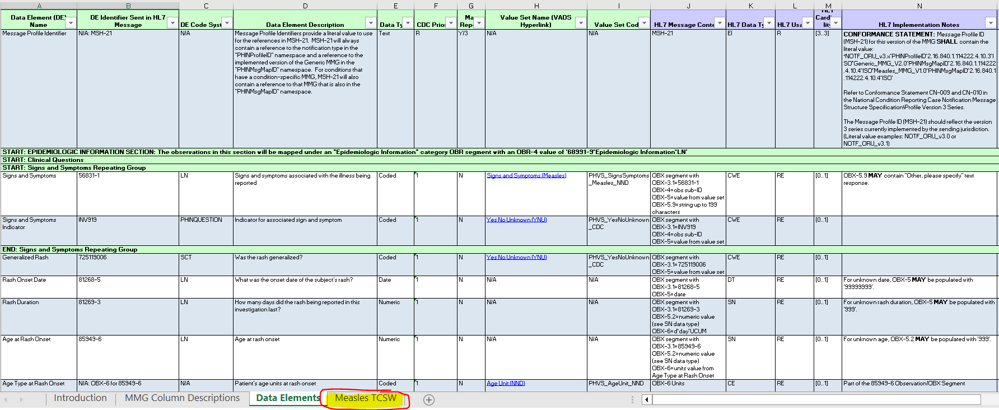 A B C D E F G H I J K L M N
Data Element (DE) Name DE Identifier Sent in HL7 Message DE Code Syst Data Element Description Data Ty CDC Prior Ma Repe Value Set Name (VADS Hyperlink) Value Set Cod HL7 Message Conte HL7 Data Ty HL7 Usa Card lit HL7 Implementation Notes
Message Profile Identifier N/A: MSH-21 N/A Message Profile Identifiers provide a literal value to use Text R Y/3 N/A N/A MSH-21 EI R [3..3] CONFORMANCE STATEMENT: Message Profile ID
for the references in MSH-21. MSH-21 will always (MSH-21) for this version of the MMG SHALL contain the
contain a reference to the notification type in the literal value:
"PHINProfileID" namespace and a reference to the 'NOTF_ORU_v3.x^PHINProfileID^2.16.840.1.114222.4.10.3^I
implemented version of the Generic MMG in the SO~Generic_MMG_V2.0^PHINMsgMapID^2.16.840.1.114222
"PHINMsgMapID" namespace. For conditions that .4.10.4^ISO~Measles_MMG_V1.0^PHINMsgMapID^2.16.840.1
have a condition-specific MMG, MSH-21 will also .114222.4.10.4^ISO'
contain a reference to that MMG that is also in the
"PHINMsgMapID" namespace.
Refer to Conformance Statement CN-009 and CN-010 in
the National Condition Reporting Case Notification Message
Structure Specification\Profile Version 3 Series.
The Message Profile ID (MSH-21) should reflect the version
3 series currently implemented by the sending jurisdiction.
(Literal value examples: NOTF_ORU_v3.0 or
NOTF_ORU_v3.1)
START: EPIDEMIOLOGIC INFORMATION SECTION: The observations in this section will be mapped under an "Epidemiologic Information" category OBR segment with an OBR-4 value of '68991-9^Epidemiologic Information^LN'
START: Clinical Questions
START: Signs and Symptoms Repeating Group
Signs and Symptoms 56831-1 LN Signs and symptoms associated with the illness being Coded 1 N Signs and Symptoms (Measles) PHVS_SignsSymptoms OBX segment with CWE RE [0..1] OBX-5.9 MAY contain "Other, please specify" text
reported _Measles_NND OBX-3.1=56831-1 response.
OBX-4=obs sub-ID
OBX-5=value from value set
OBX-5.9=string up to 199
characters
Signs and Symptoms INV919 PHINQUESTION Indicator for associated sign and symptom Coded 1 N Yes No Unknown (YNU) PHVS_YesNoUnknown OBX segment with CWE RE [0..1]
Indicator _CDC OBX-3.1=INV919
OBX-4=obs sub-ID
OBX-5=value from value set
END: Signs and Symptoms Repeating Group
Generalized Rash 725119006 SCT Was the rash generalized? Coded 1 N Yes No Unknown (YNU) PHVS_YesNoUnknown OBX segment with CWE RE [0..1]
_CDC OBX-3.1=725119006
OBX-5=value from value set
Rash Onset Date 81268-5 LN What was the onset date of the subject's rash? Date 1 N N/A N/A OBX segment with DT RE [0..1] For unknown date, OBX-5 MAY be populated with
OBX-3.1=81268-5 '99999999'.
OBX-5=date
Rash Duration 81269-3 LN How many days did the rash being reported in this Numeric 1 N N/A N/A OBX segment with SN RE [0..1] For unknown rash duration, OBX-5 MAY be populated with
investigation last? OBX-3.1=81269-3 '999'.
OBX-5.2=numeric value
(see SN data type)
OBX-6=d^day^UCUM
Age at Rash Onset 85949-6 LN Age at rash onset Numeric 1 N N/A N/A OBX segment with SN RE [0..1] For unknown age, OBX-5.2 MAY be populated with '999'.
OBX-3.1=85949-6
OBX-5.2=numeric value
(see SN data type)
OBX-6=units value from
Age Type at Rash Onset
Age Type at Rash Onset N/A: OBX-6 for 85949-6 N/A Patient's age units at rash onset Coded 1 N Age Unit (NND) PHVS_AgeUnit_NND OBX-6 Units CE RE [0..1] Part of the 85949-6 Observation/OBX Segment
Introduction MMG Column Descriptions Data Elements Measles TCSW